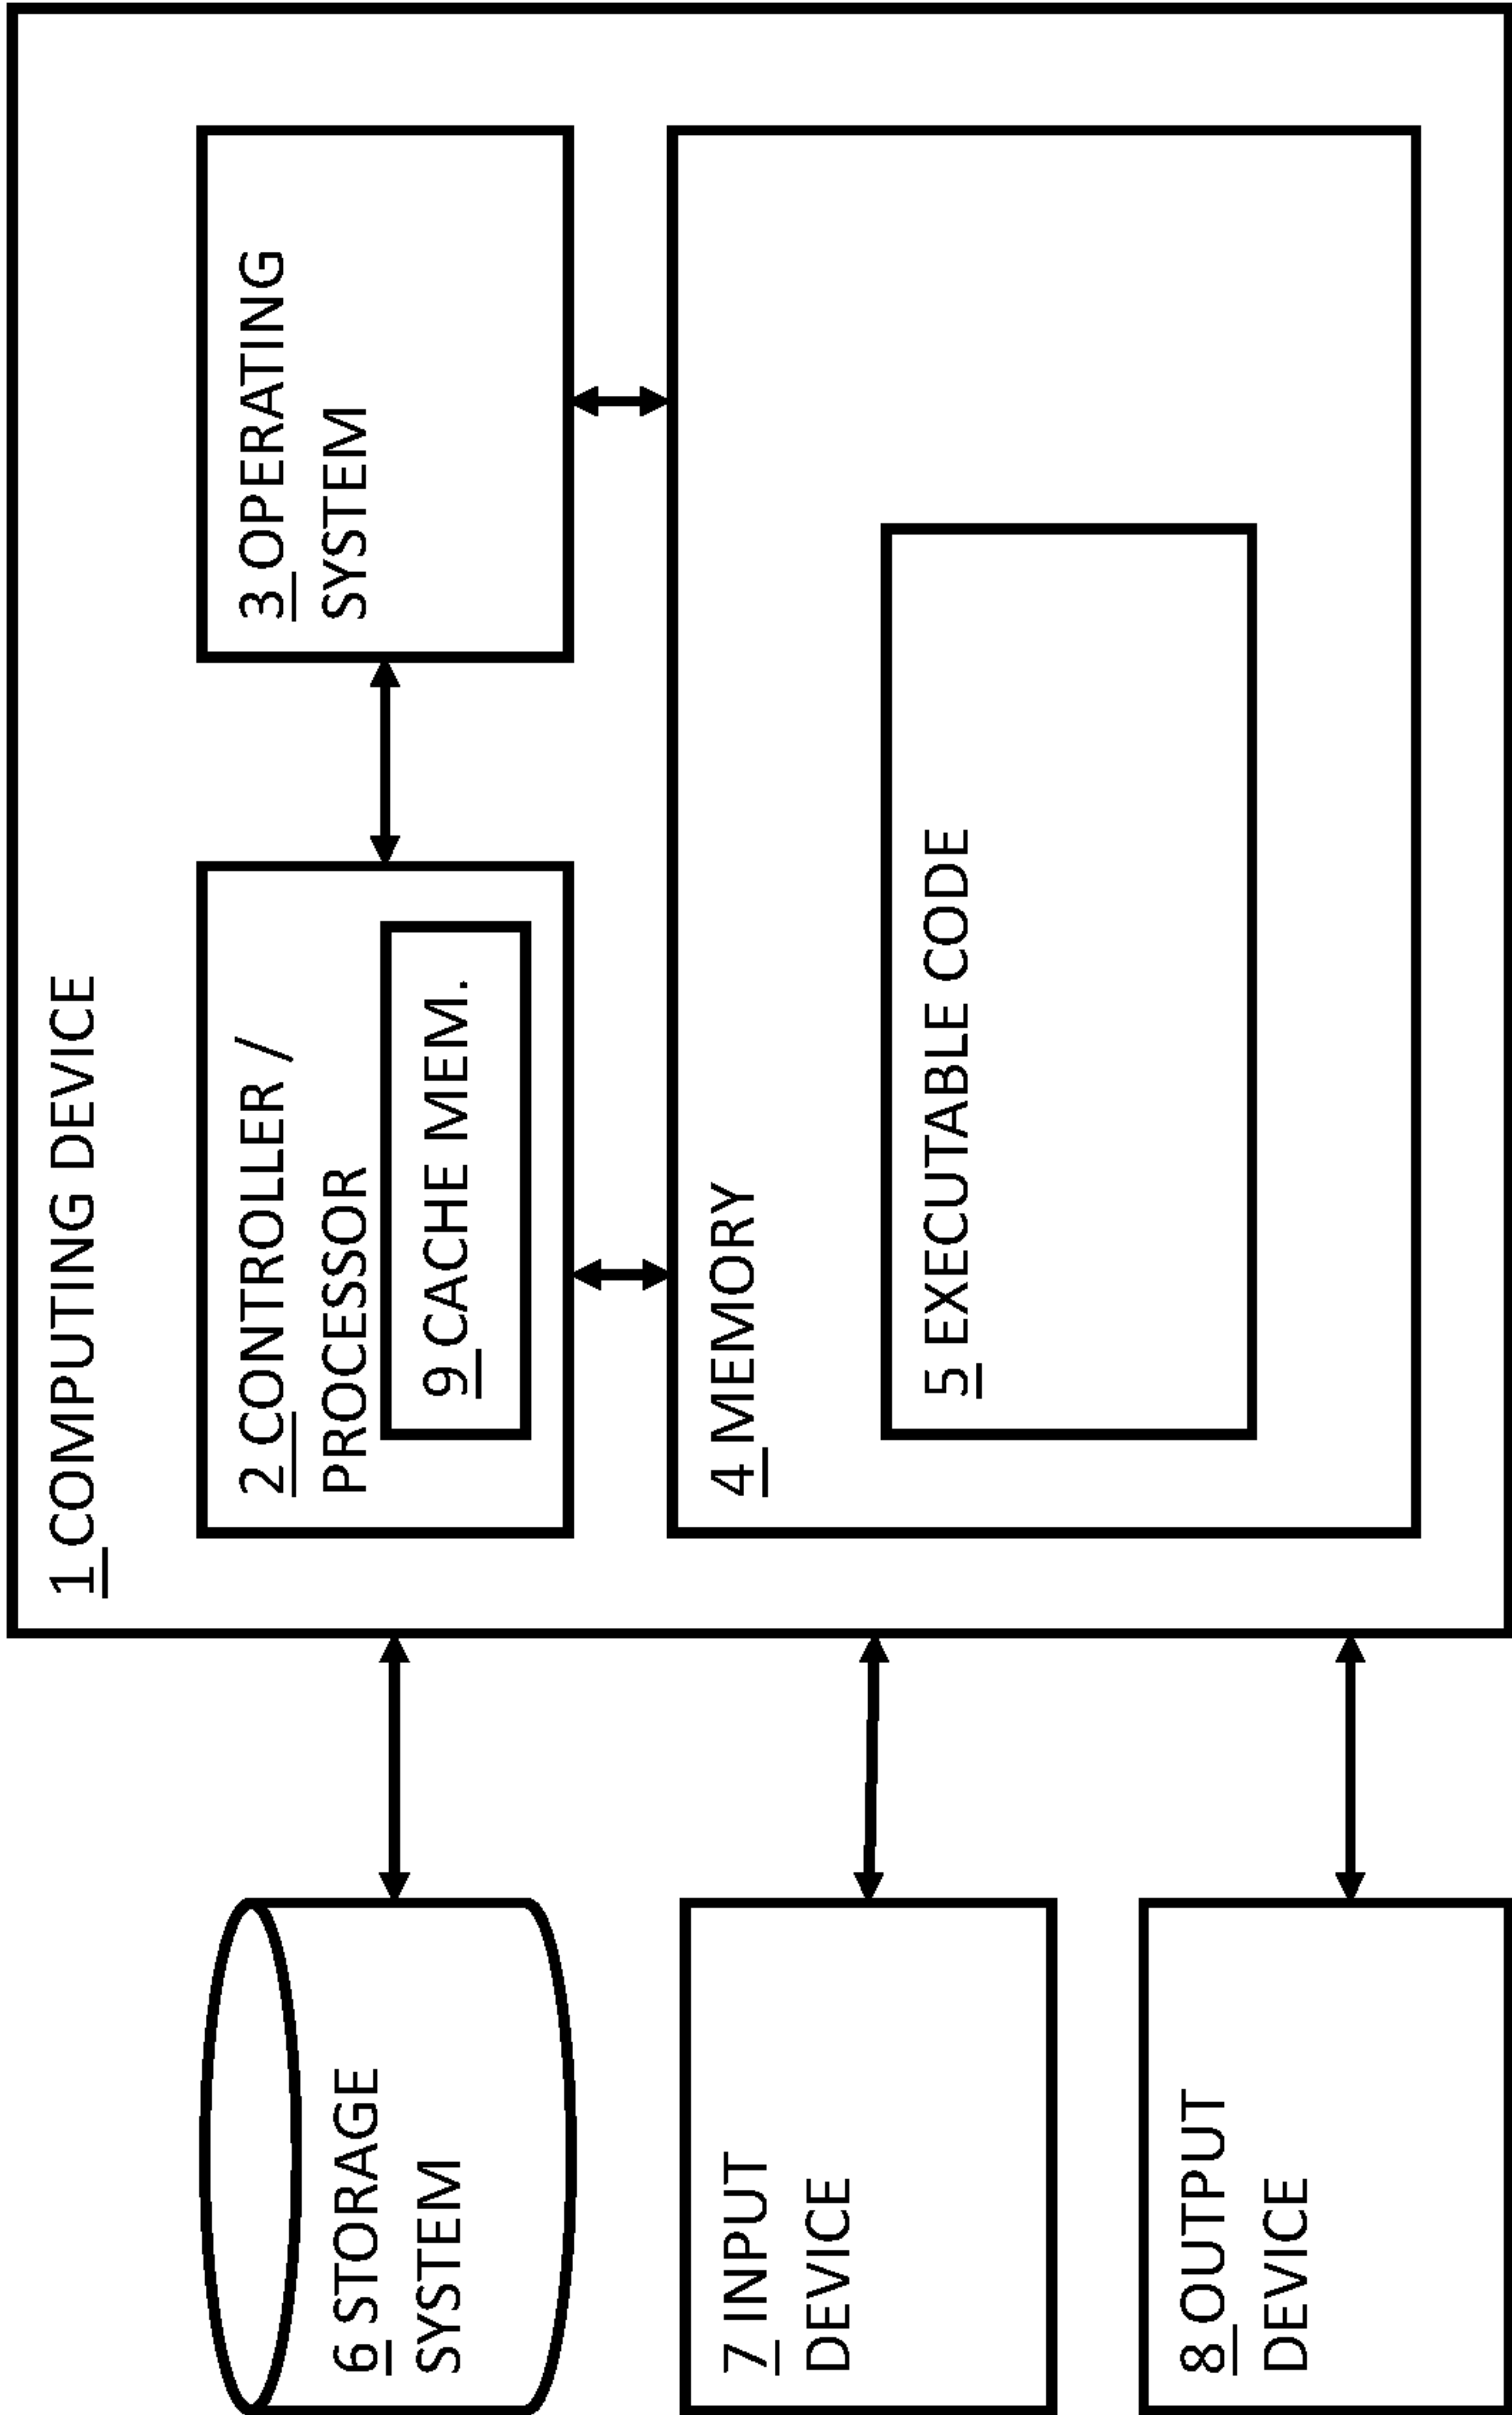 1 COMPUTING DEVICE
2 CONTROLLER /
PROCESSOR
9 CACHE MEM.
3 OPERATING
SYSTEM
4 MEMORY
5 EXECUTABLE CODE
6 STORAGE
SYSTEM
7 INPUT
DEVICE
8 OUTPUT
DEVICE